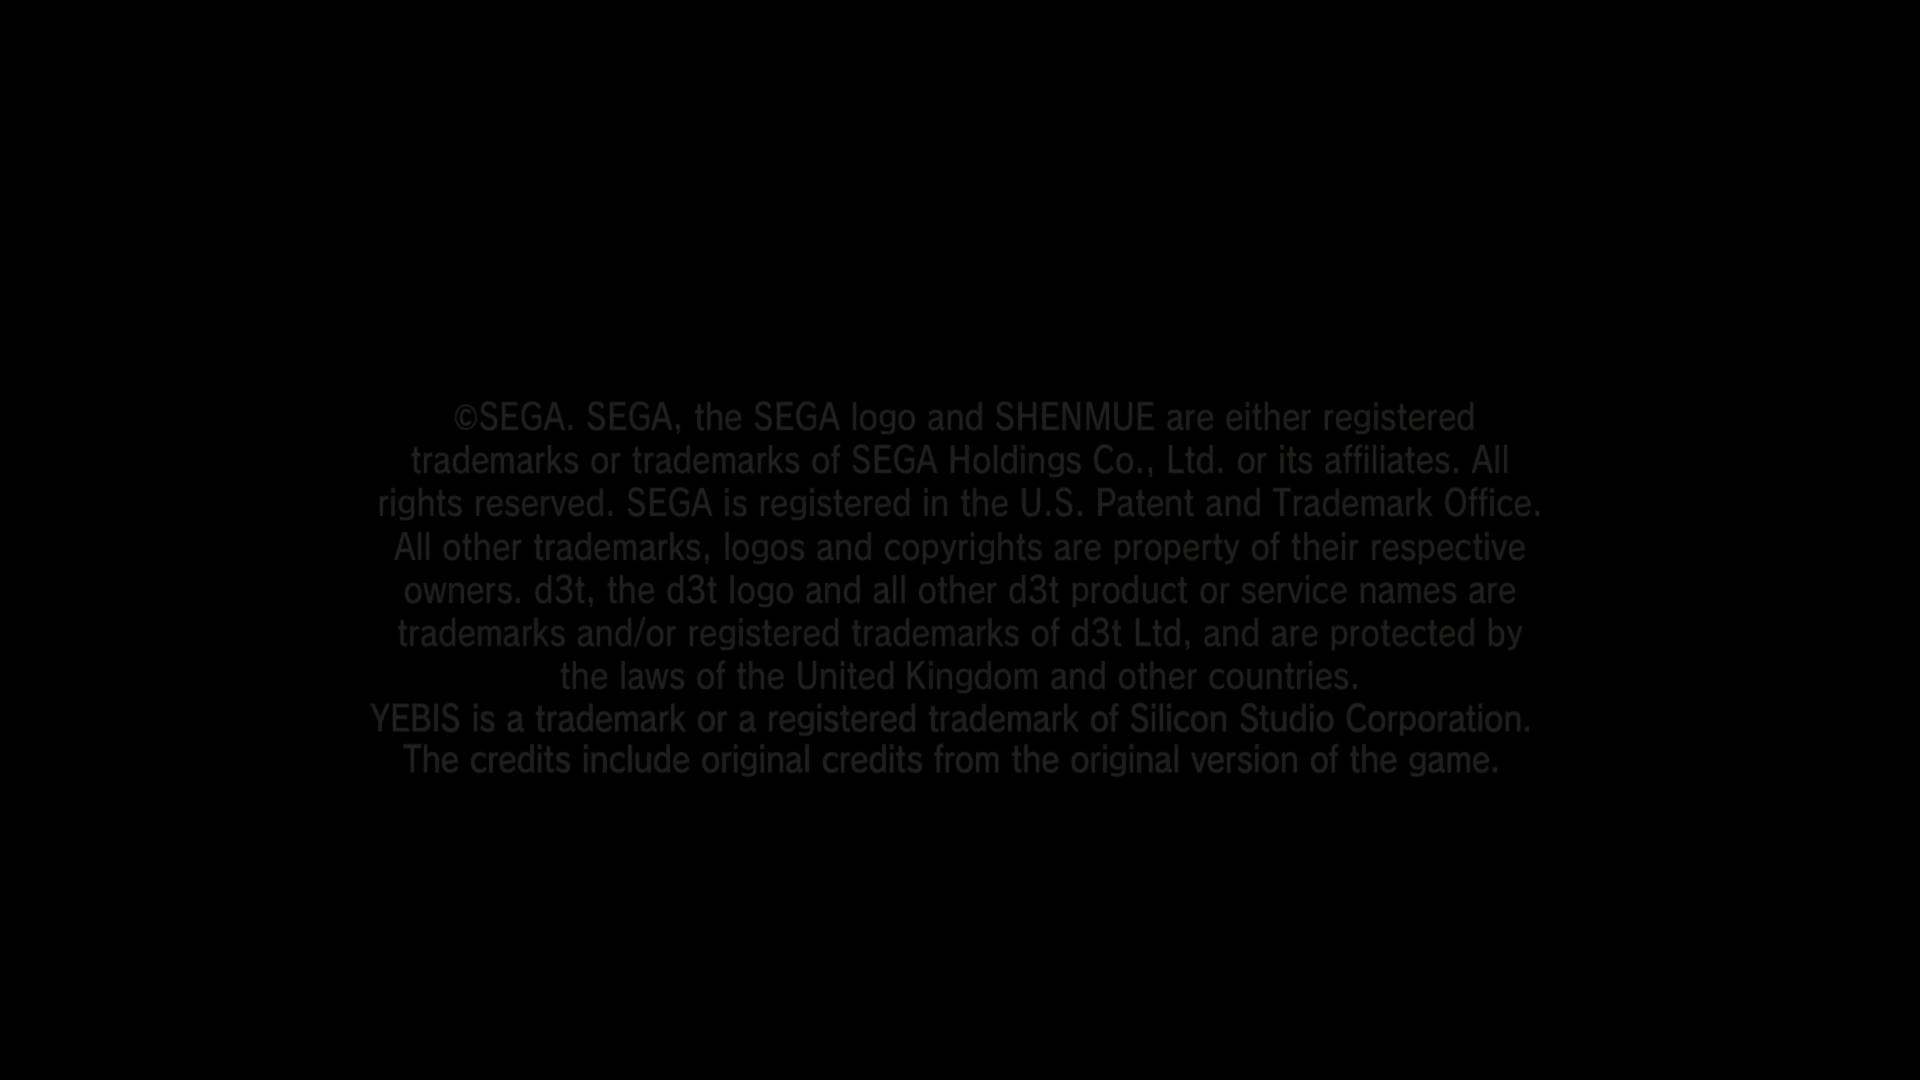 ©SEGA. SEGA, the SEGA logo and SHENMUE are either registered
trademarks or trademarks of SEGA Holdings Co., Ltd. or its affiliates. All
rights reserved. SEGA is registered in the U.S. Patent and Trademark Office.
All other trademarks, logos and copyrights are property of their respective
owners. d3t, the d3t logo and all other d3t product or service names are
trademarks and/or registered trademarks of d3t Ltd, and are protected by
the laws of the United Kingdom and other countries.
YEBIS is a trademark or a registered trademark of Silicon Studio Corporation.
The credits include original credits from the original version of the game.